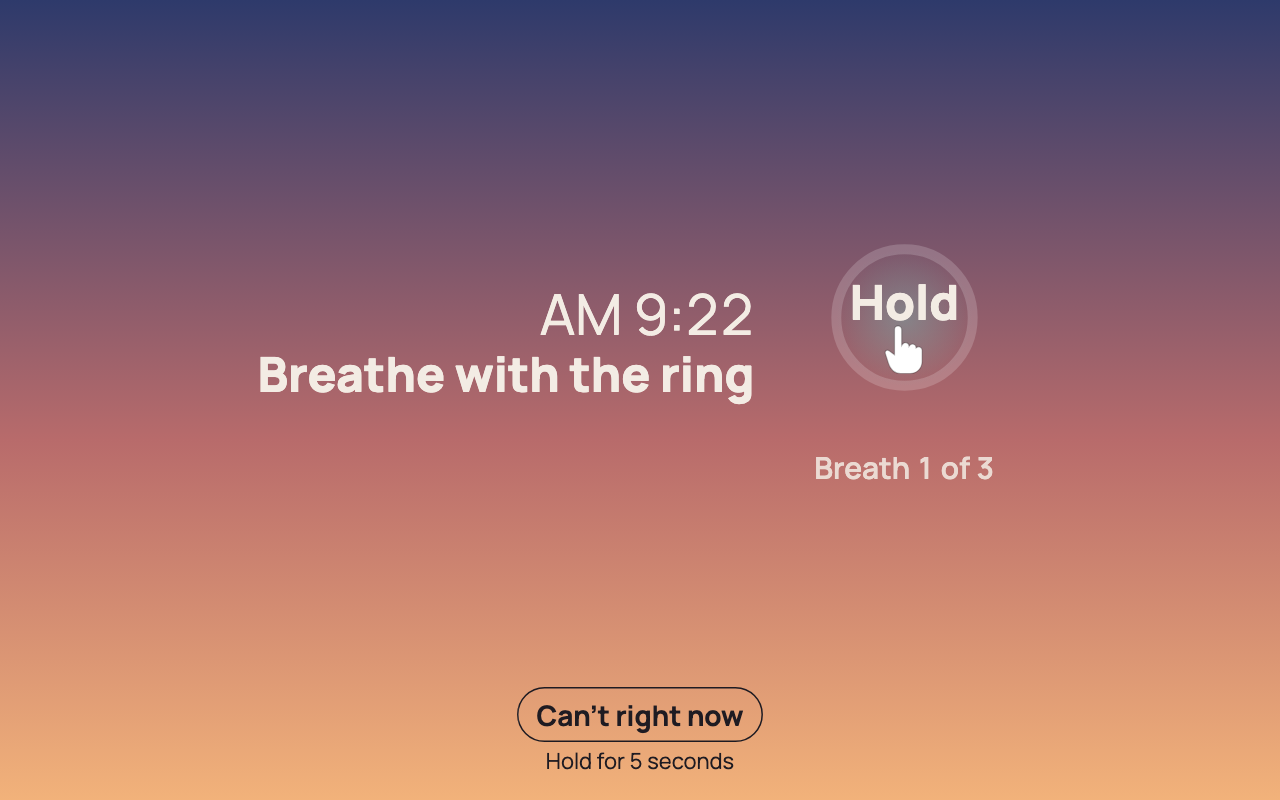 AM 9:22
Breathe with the ring
Hold
Breath 1 of 3
Can’t right now
Hold for 5 seconds